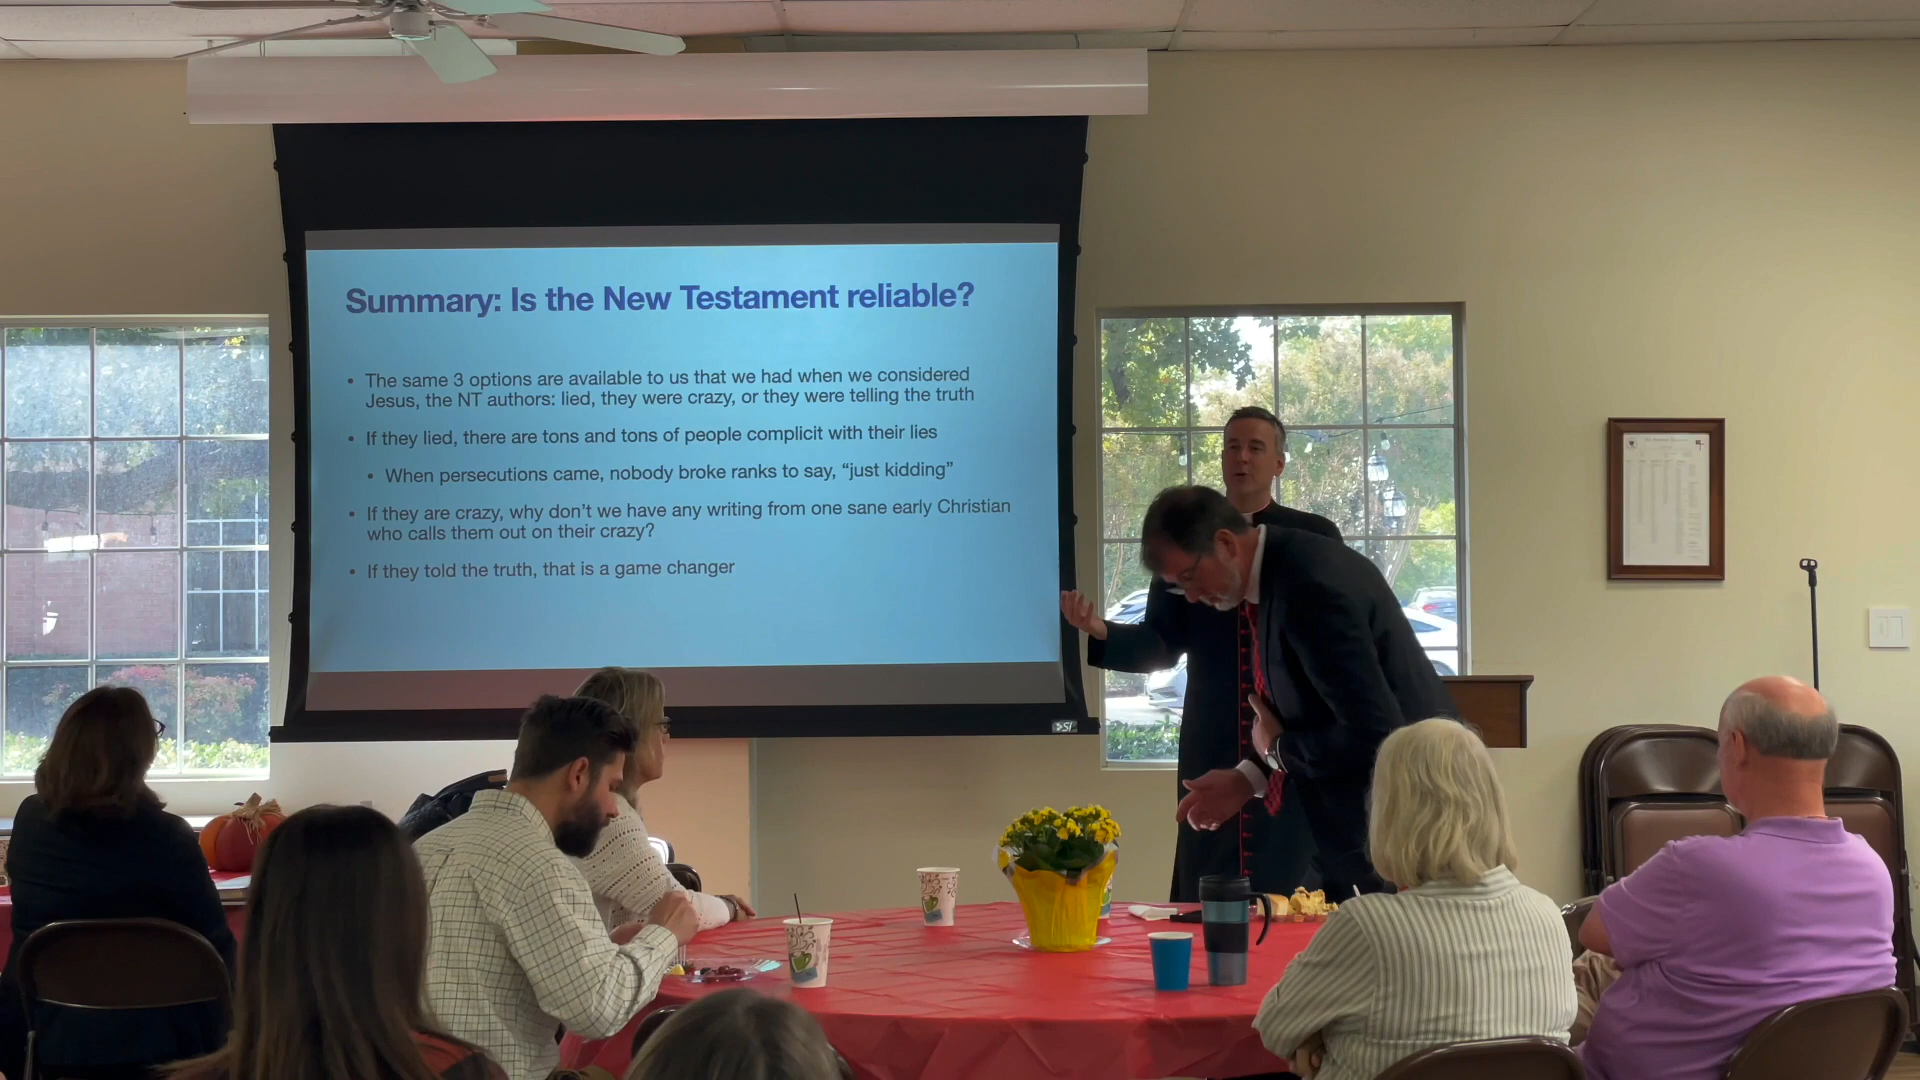 Summary: Is the New Testament reliable?
• The same 3 options are available to us that we had when we considered
Jesus, the NT authors: lied, they were crazy, or they were telling the truth
• If they lied, there are tons and tons of people complicit with their lies
• When persecutions came, nobody broke ranks to say, “just kidding”
• If they are crazy, why don’t we have any writing from one sane early Christian
who calls them out on their crazy?
• If they told the truth, that is a game changer